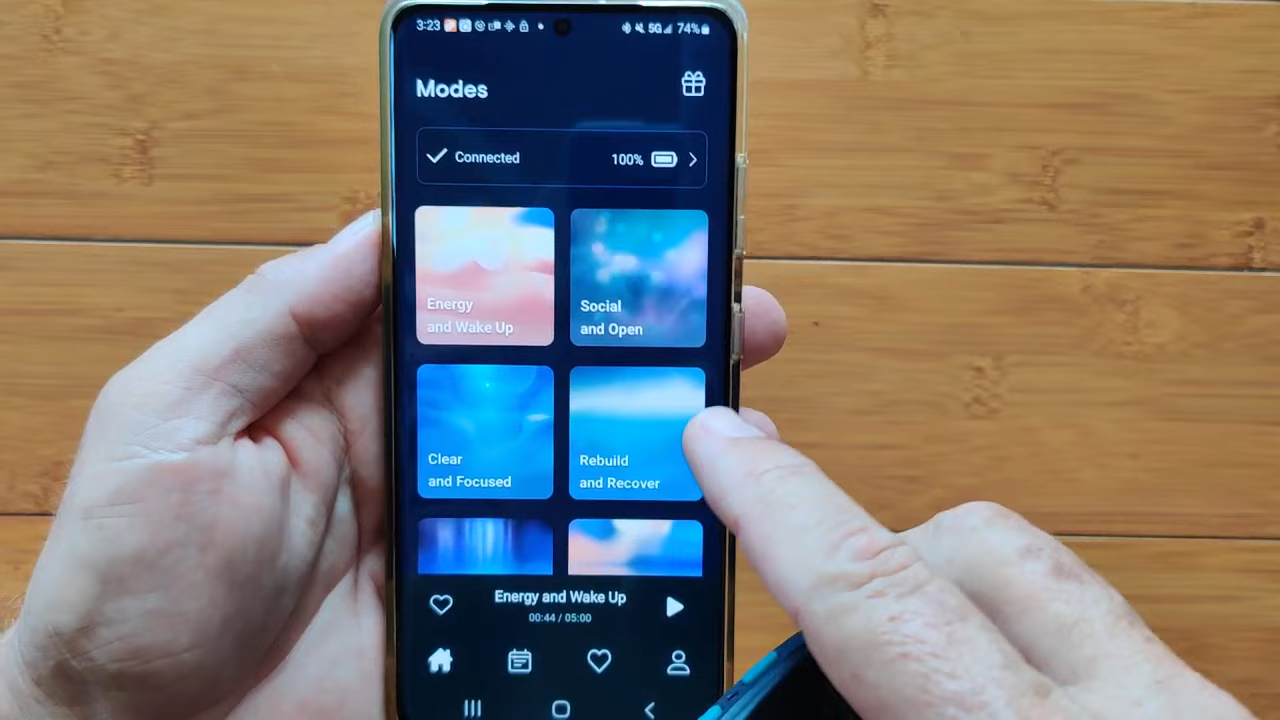 3:23 5G 74%
Modes
Connected 100%
Energy
and Wake Up
Social
and Open
Clear
and Focused
Rebuild
and Recover
Energy and Wake Up
00:44 / 05:00